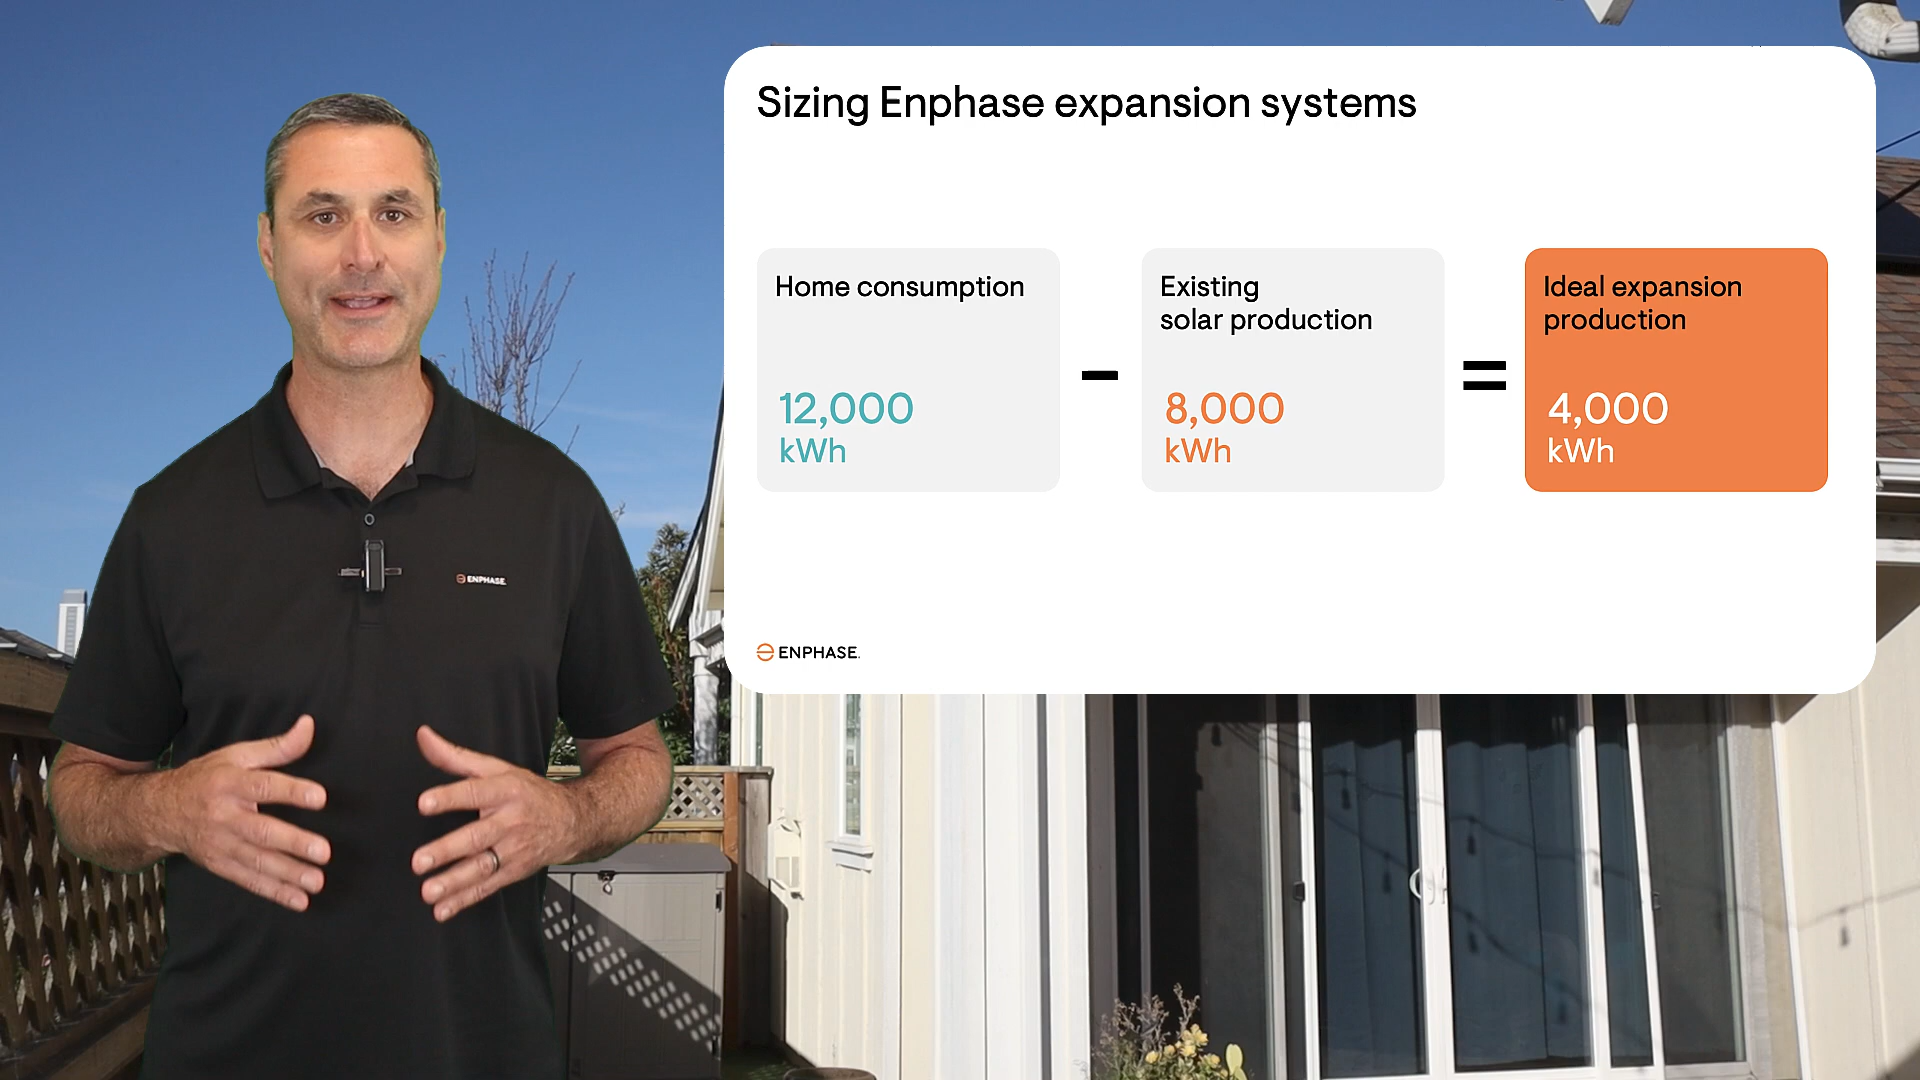 Sizing Enphase expansion systems
Home consumption
12,000
kWh
-
Existing
solar production
8,000
kWh
=
Ideal expansion
production
4,000
kWh
ENPHASE.
ENPHASE.